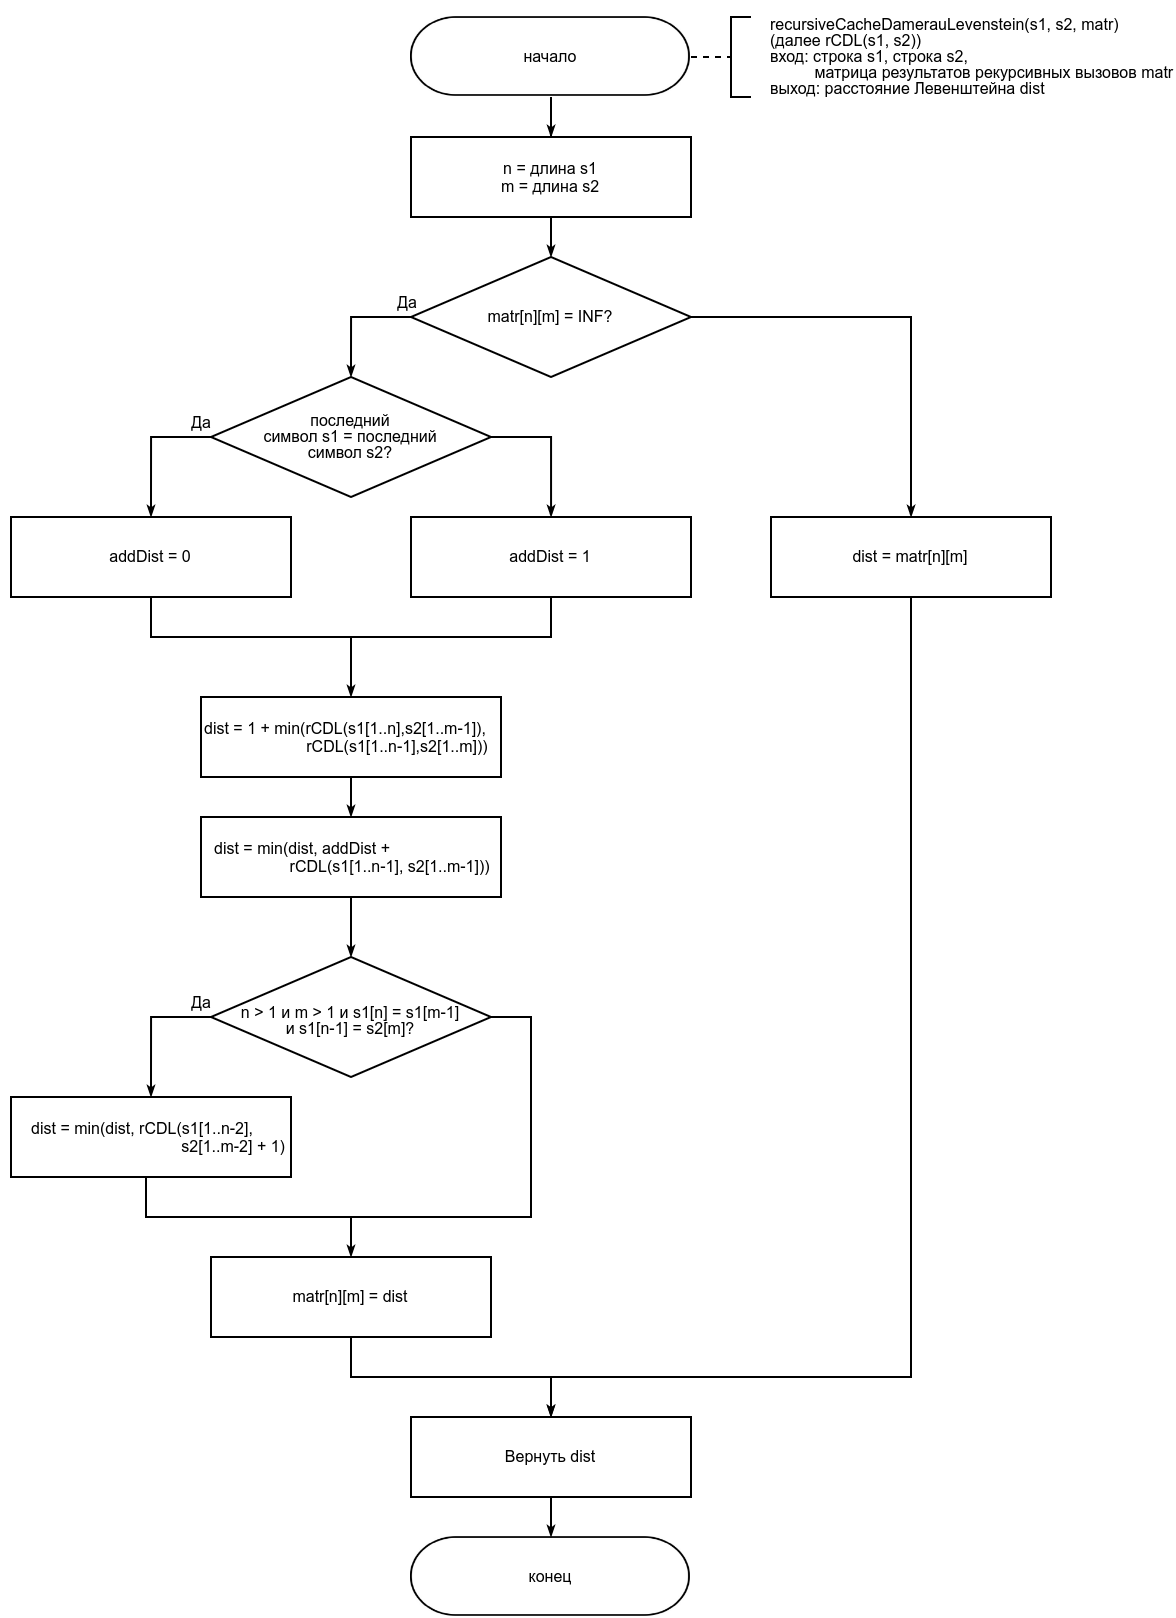 начало
recursiveCacheDamerauLevenstein(s1, s2, matr)
(далее rCDL(s1, s2))
вход: строка s1, строка s2,
матрица результатов рекурсивных вызовов matr
выход: расстояние Левенштейна dist
n = длина s1
m = длина s2
Да
matr[n][m] = INF?
Да
последний
символ s1 = последний
символ s2?
addDist = 0
addDist = 1
dist = matr[n][m]
dist = 1 + min(rCDL(s1[1..n],s2[1..m-1]),
rCDL(s1[1..n-1],s2[1..m]))
dist = min(dist, addDist +
rCDL(s1[1..n-1], s2[1..m-1]))
Да
n > 1 и m > 1 и s1[n] = s1[m-1]
и s1[n-1] = s2[m]?
dist = min(dist, rCDL(s1[1..n-2],
s2[1..m-2] + 1)
matr[n][m] = dist
Вернуть dist
конец